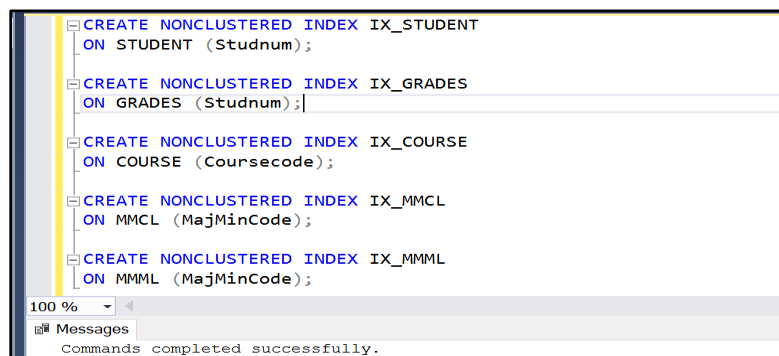 CREATE NONCLUSTERED INDEX IX_STUDENT
ON STUDENT (Studnum);
CREATE NONCLUSTERED INDEX IX_GRADES
ON GRADES (Studnum);
CREATE NONCLUSTERED INDEX IX_COURSE
ON COURSE (Coursecode);
CREATE NONCLUSTERED INDEX IX_MMCL
ON MMCL (MajMinCode);
CREATE NONCLUSTERED INDEX IX_MMML
ON MMML (MajMinCode);
100 %
Messages
Commands completed successfully.